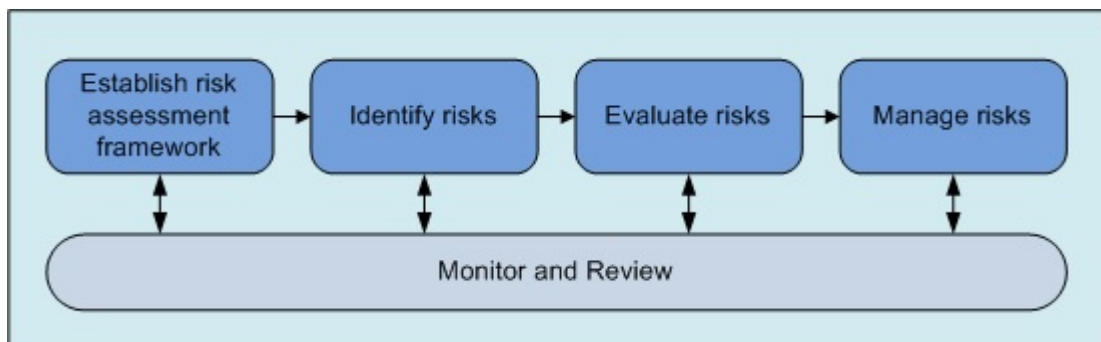 Establish risk
assessment
framework
Identify risks
Evaluate risks
Manage risks
Monitor and Review